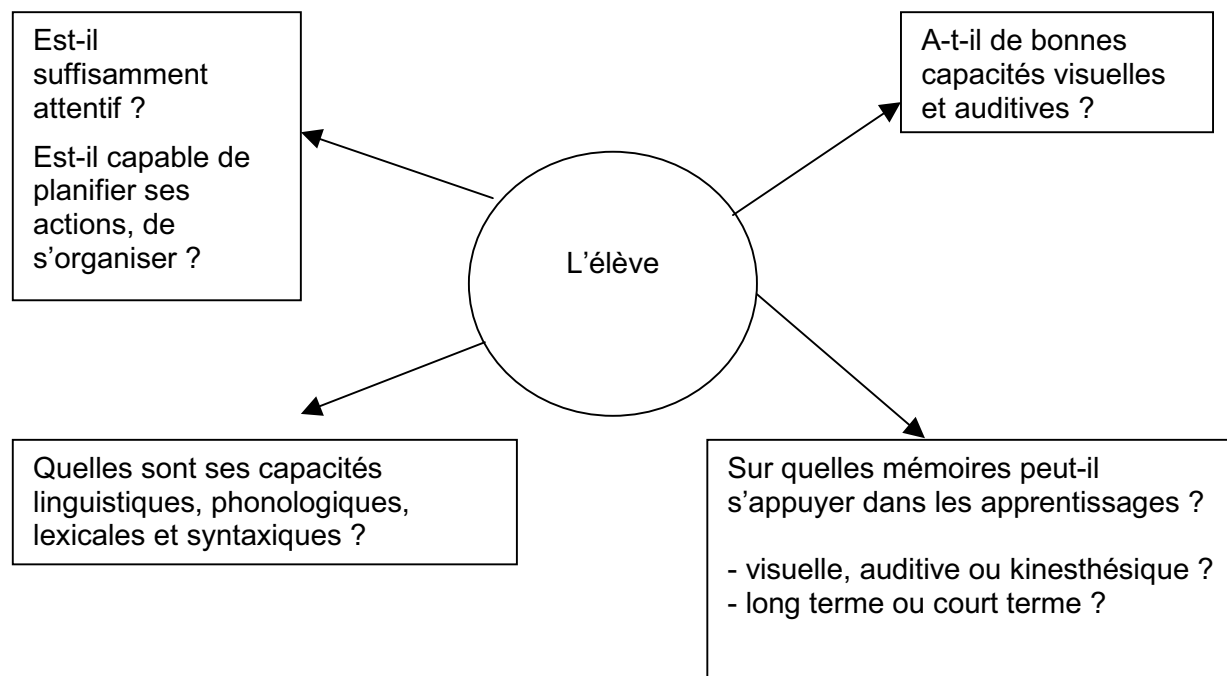 Est-il
suffisamment
attentif ?
Est-il capable de
planifier ses
actions, de
s’organiser ?
A-t-il de bonnes
capacités visuelles
et auditives ?
L’élève
Quelles sont ses capacités
linguistiques, phonologiques,
lexicales et syntaxiques ?
Sur quelles mémoires peut-il
s’appuyer dans les apprentissages ?
- visuelle, auditive ou kinesthésique ?
- long terme ou court terme ?